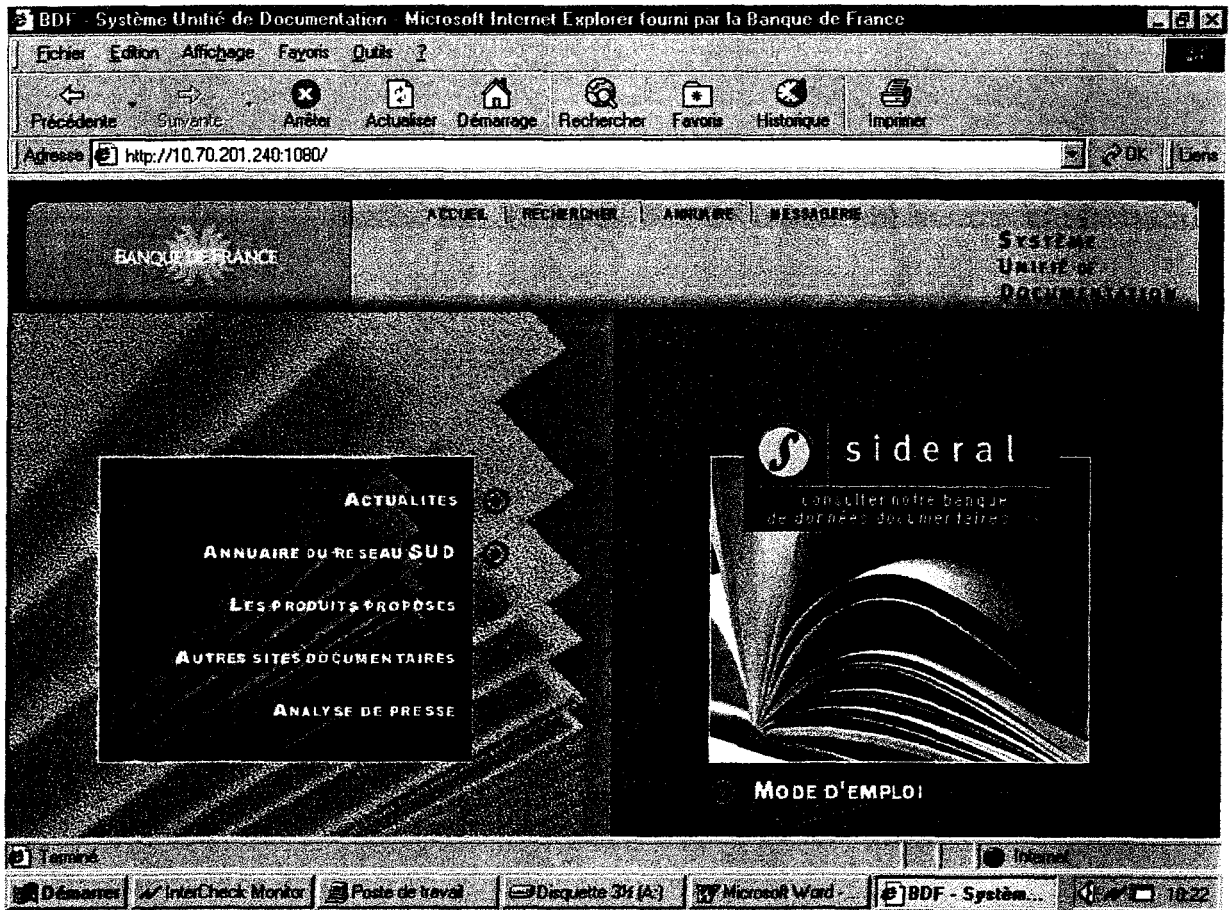 BDF - Système Unifié de Documentation - Microsoft Internet Explorer fourni par la Banque de France
Fichier Edition Affichage Favoris Outils ?
Précédente Suivante Arrêter Actualiser Démarrage Rechercher Favoris Historique Imprimer
Adresse http://10.70.201.240:1080/ OK Liens
ACCUEIL RECHERCHER ANNUAIRE MESSAGERIE
BANQUE DE FRANCE
SYSTÈME
UNIFIÉ DE
DOCUMENTATION
sideral
consulter notre banque
de données documentaires
ACTUALITES
ANNUAIRE DU RESEAU SUD
LES PRODUITS PROPOSES
AUTRES SITES DOCUMENTAIRES
ANALYSE DE PRESSE
MODE D'EMPLOI
Terminé Internet
Démarrer InterCheck Monitor Poste de travail Disquette 3½ (A:) Microsoft Word - BDF - Systèm... 10:22